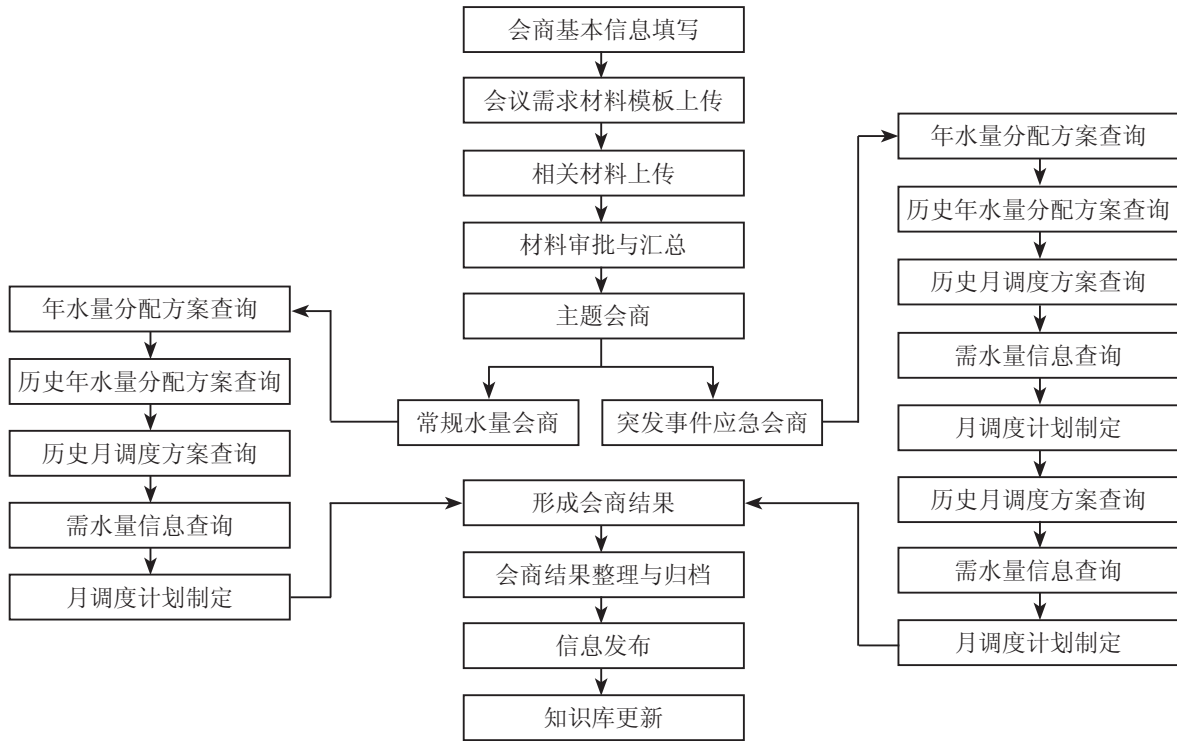 会商基本信息填写
会议需求材料模板上传
相关材料上传
材料审批与汇总
主题会商
常规水量会商
突发事件应急会商
年水量分配方案查询
历史年水量分配方案查询
历史月调度方案查询
需水量信息查询
月调度计划制定
年水量分配方案查询
历史年水量分配方案查询
历史月调度方案查询
需水量信息查询
月调度计划制定
历史月调度方案查询
需水量信息查询
月调度计划制定
形成会商结果
会商结果整理与归档
信息发布
知识库更新